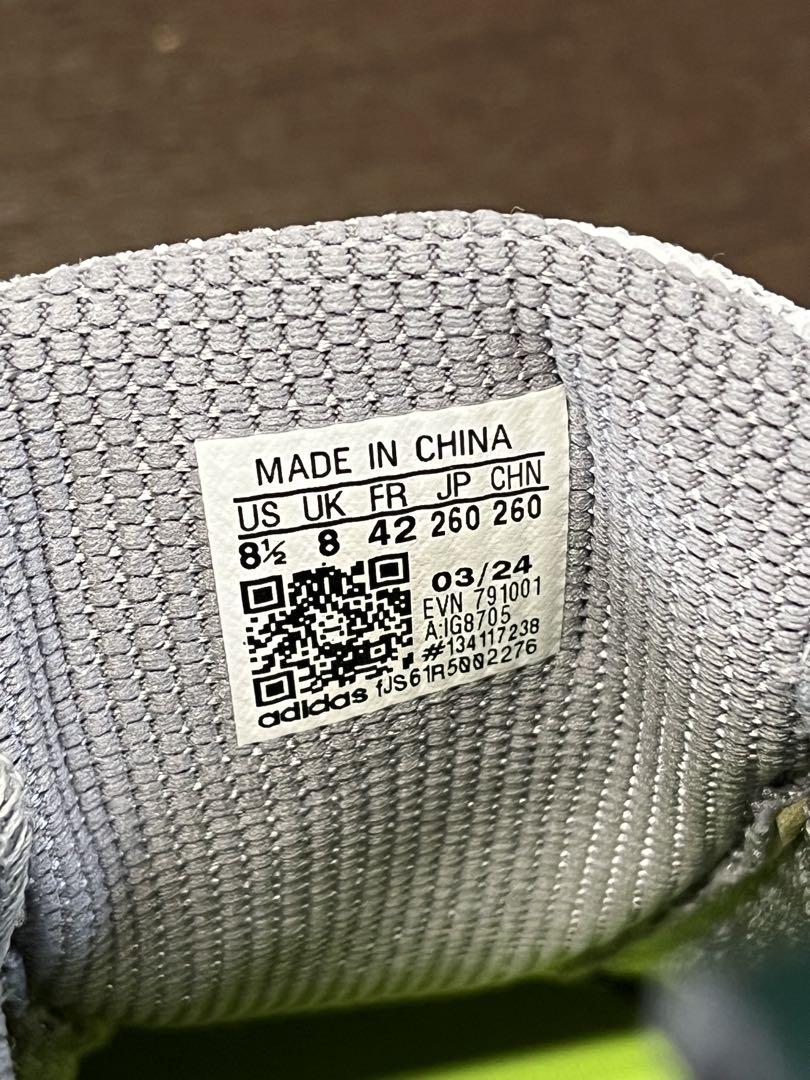 MADE IN CHINA
US UK FR JP CHN
8½ 8 42 260 260
03/24
EVN 791001
A:IG8705
#134117238
adidas fJS61R5002276